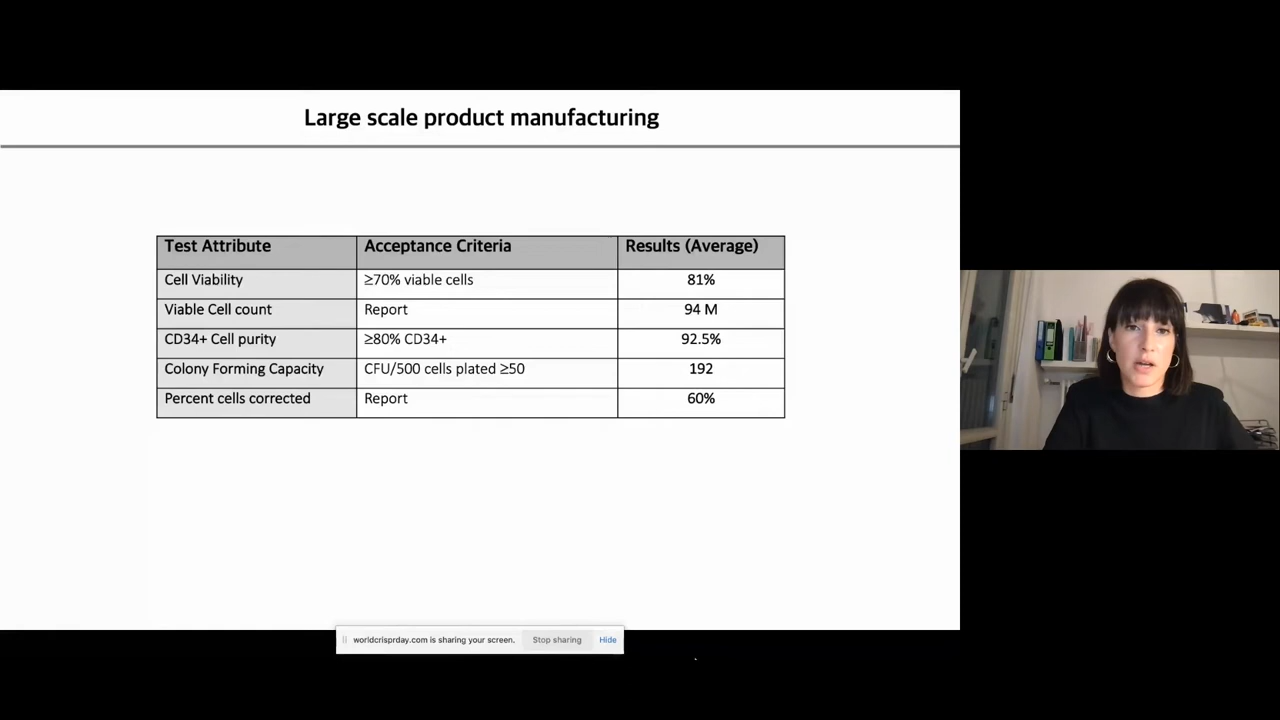 Large scale product manufacturing
Test Attribute Acceptance Criteria Results (Average)
Cell Viability ≥70% viable cells 81%
Viable Cell count Report 94 M
CD34+ Cell purity ≥80% CD34+ 92.5%
Colony Forming Capacity CFU/500 cells plated ≥50 192
Percent cells corrected Report 60%
worldcrisprday.com is sharing your screen. Stop sharing Hide